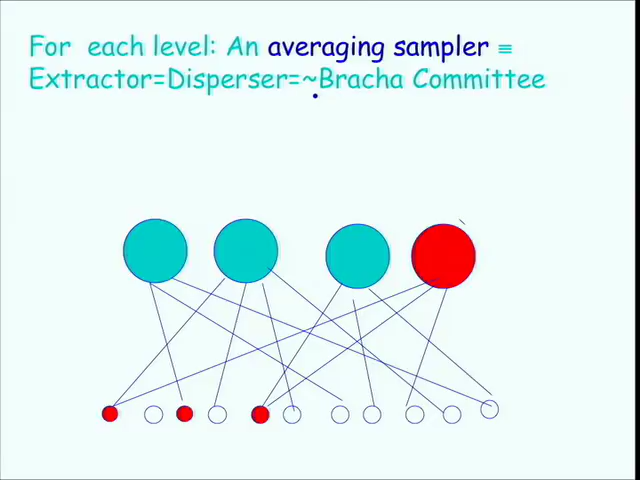 For each level: An averaging sampler ≡
Extractor=Disperser=~Bracha Committee